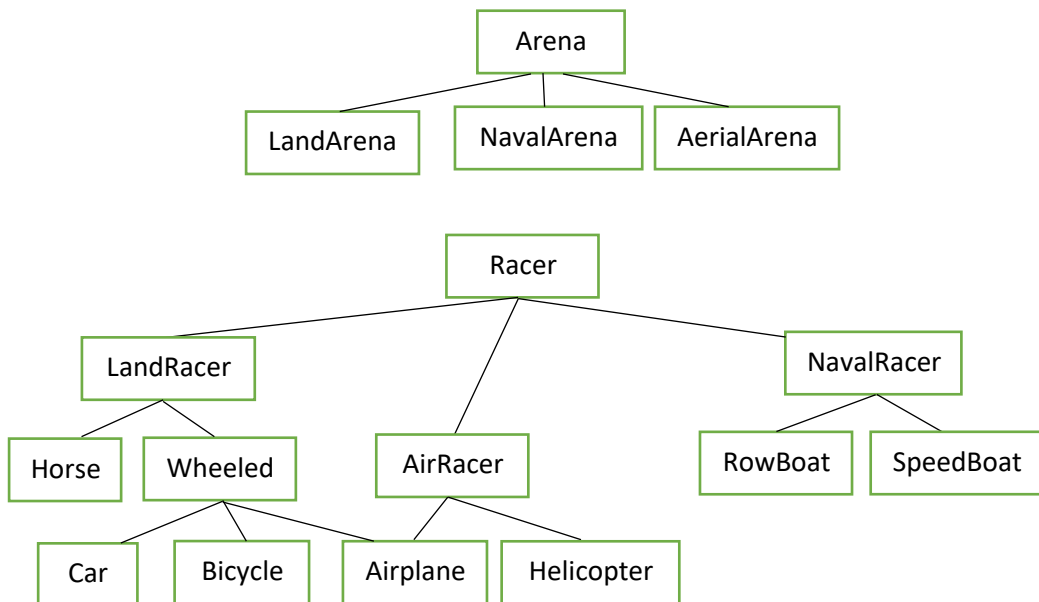 Arena
LandArena
NavalArena
AerialArena
Racer
LandRacer
NavalRacer
Horse
Wheeled
AirRacer
RowBoat
SpeedBoat
Car
Bicycle
Airplane
Helicopter